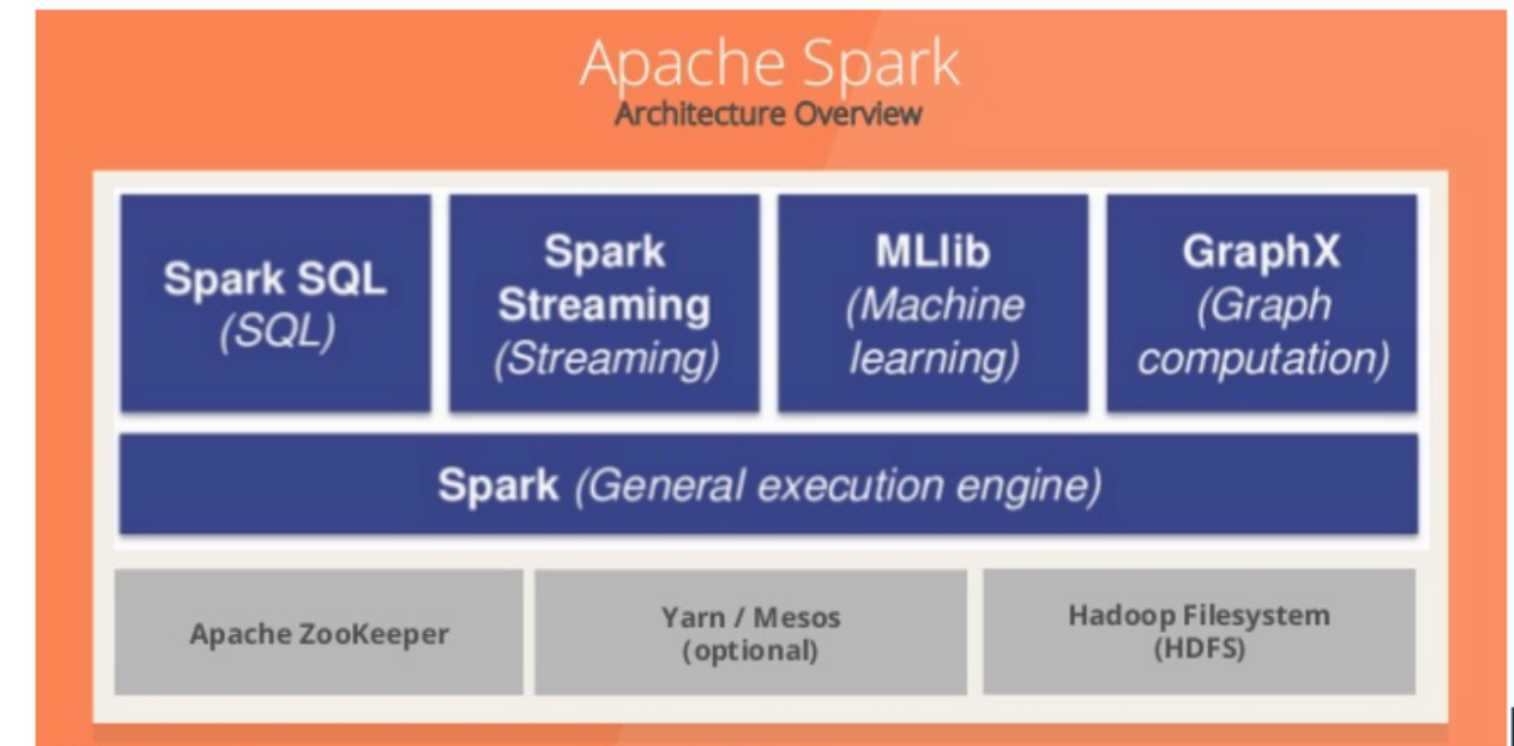 Apache Spark
Architecture Overview
Spark SQL
(SQL)
Spark
Streaming
(Streaming)
MLlib
(Machine
learning)
GraphX
(Graph
computation)
Spark (General execution engine)
Apache ZooKeeper
Yarn / Mesos
(optional)
Hadoop Filesystem
(HDFS)